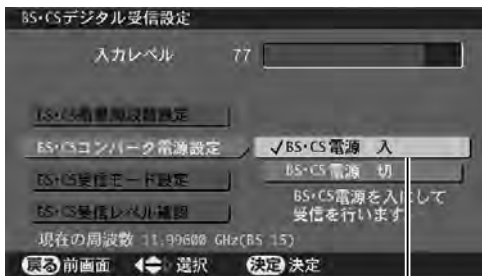 BS・CSデジタル受信設定
入力レベル 77
BS・CS衛星周波数設定
BS・CSコンバータ電源設定
✓BS・CS電源 入
BS・CS電源 切
BS・CS受信モード設定
BS・CS受信レベル確認
BS・CS電源を入にして
受信を行います
現在の周波数 11.99600 GHz(BS 15)
戻る 前画面 選択 決定 決定